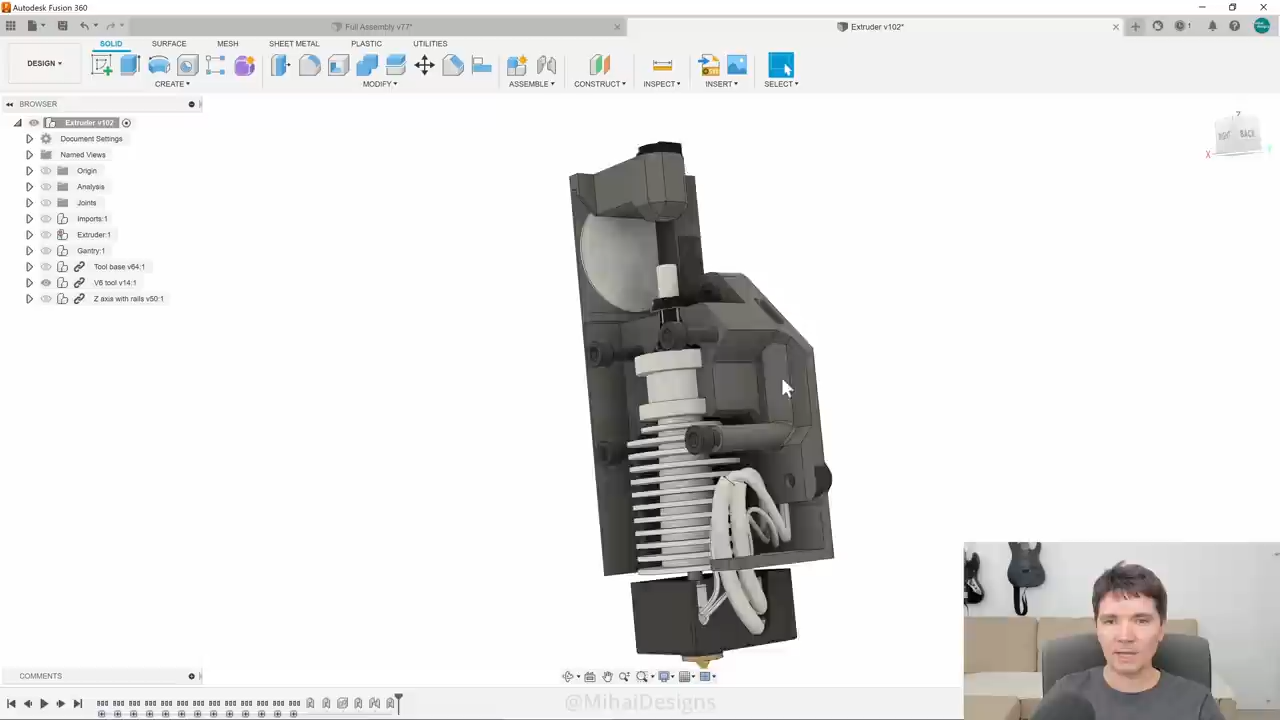 Autodesk Fusion 360
Full Assembly v77*
Extruder v102*
1
DESIGN
SOLID
SURFACE
MESH
SHEET METAL
PLASTIC
UTILITIES
CREATE
MODIFY
ASSEMBLE
CONSTRUCT
INSPECT
INSERT
SELECT
BROWSER
Extruder v102
Document Settings
Named Views
Origin
Analysis
Joints
Imports:1
Extruder:1
Gantry:1
Tool base v64:1
V6 tool v14:1
Z axis with rails v50:1
Z
RIGHT
BACK
X
Y
COMMENTS
@MihaiDesigns